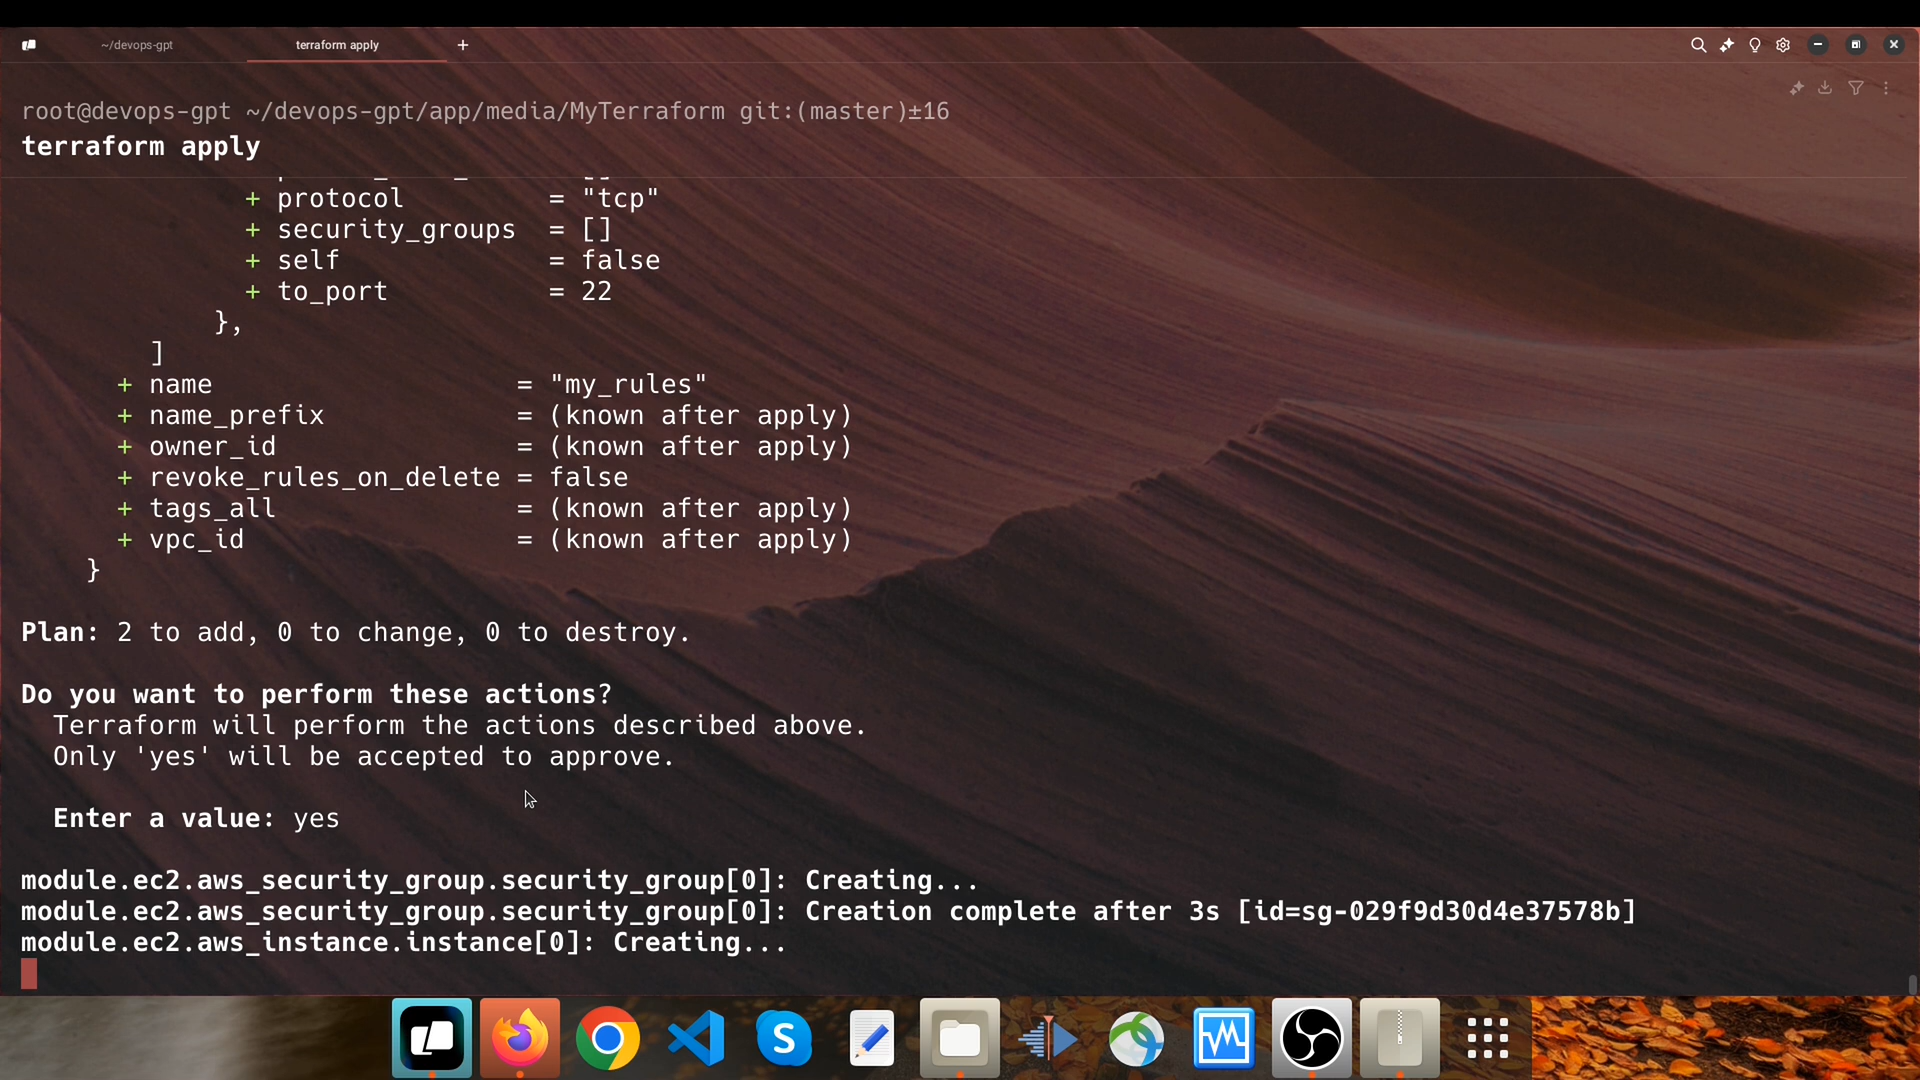 ~/devops-gpt
terraform apply
+
root@devops-gpt ~/devops-gpt/app/media/MyTerraform git:(master)±16
terraform apply
+ protocol = "tcp"
+ security_groups = []
+ self = false
+ to_port = 22
},
]
+ name = "my_rules"
+ name_prefix = (known after apply)
+ owner_id = (known after apply)
+ revoke_rules_on_delete = false
+ tags_all = (known after apply)
+ vpc_id = (known after apply)
}
Plan: 2 to add, 0 to change, 0 to destroy.
Do you want to perform these actions?
Terraform will perform the actions described above.
Only 'yes' will be accepted to approve.
Enter a value: yes
module.ec2.aws_security_group.security_group[0]: Creating...
module.ec2.aws_security_group.security_group[0]: Creation complete after 3s [id=sg-029f9d30d4e37578b]
module.ec2.aws_instance.instance[0]: Creating...
S